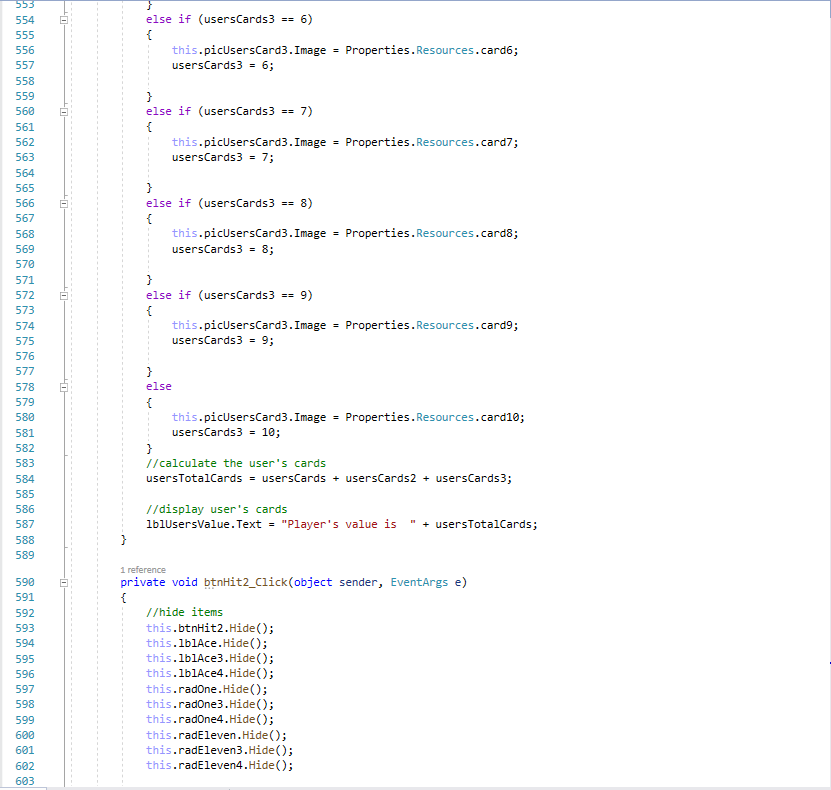 553 }
554 else if (usersCards3 == 6)
555 {
556 this.picUsersCard3.Image = Properties.Resources.card6;
557 usersCards3 = 6;
558
559 }
560 else if (usersCards3 == 7)
561 {
562 this.picUsersCard3.Image = Properties.Resources.card7;
563 usersCards3 = 7;
564
565 }
566 else if (usersCards3 == 8)
567 {
568 this.picUsersCard3.Image = Properties.Resources.card8;
569 usersCards3 = 8;
570
571 }
572 else if (usersCards3 == 9)
573 {
574 this.picUsersCard3.Image = Properties.Resources.card9;
575 usersCards3 = 9;
576
577 }
578 else
579 {
580 this.picUsersCard3.Image = Properties.Resources.card10;
581 usersCards3 = 10;
582 }
583 //calculate the user's cards
584 usersTotalCards = usersCards + usersCards2 + usersCards3;
585
586 //display user's cards
587 lblUsersValue.Text = "Player's value is  " + usersTotalCards;
588 }
589
1 reference
590 private void btnHit2_Click(object sender, EventArgs e)
591 {
592 //hide items
593 this.btnHit2.Hide();
594 this.lblAce.Hide();
595 this.lblAce3.Hide();
596 this.lblAce4.Hide();
597 this.radOne.Hide();
598 this.radOne3.Hide();
599 this.radOne4.Hide();
600 this.radEleven.Hide();
601 this.radEleven3.Hide();
602 this.radEleven4.Hide();
603